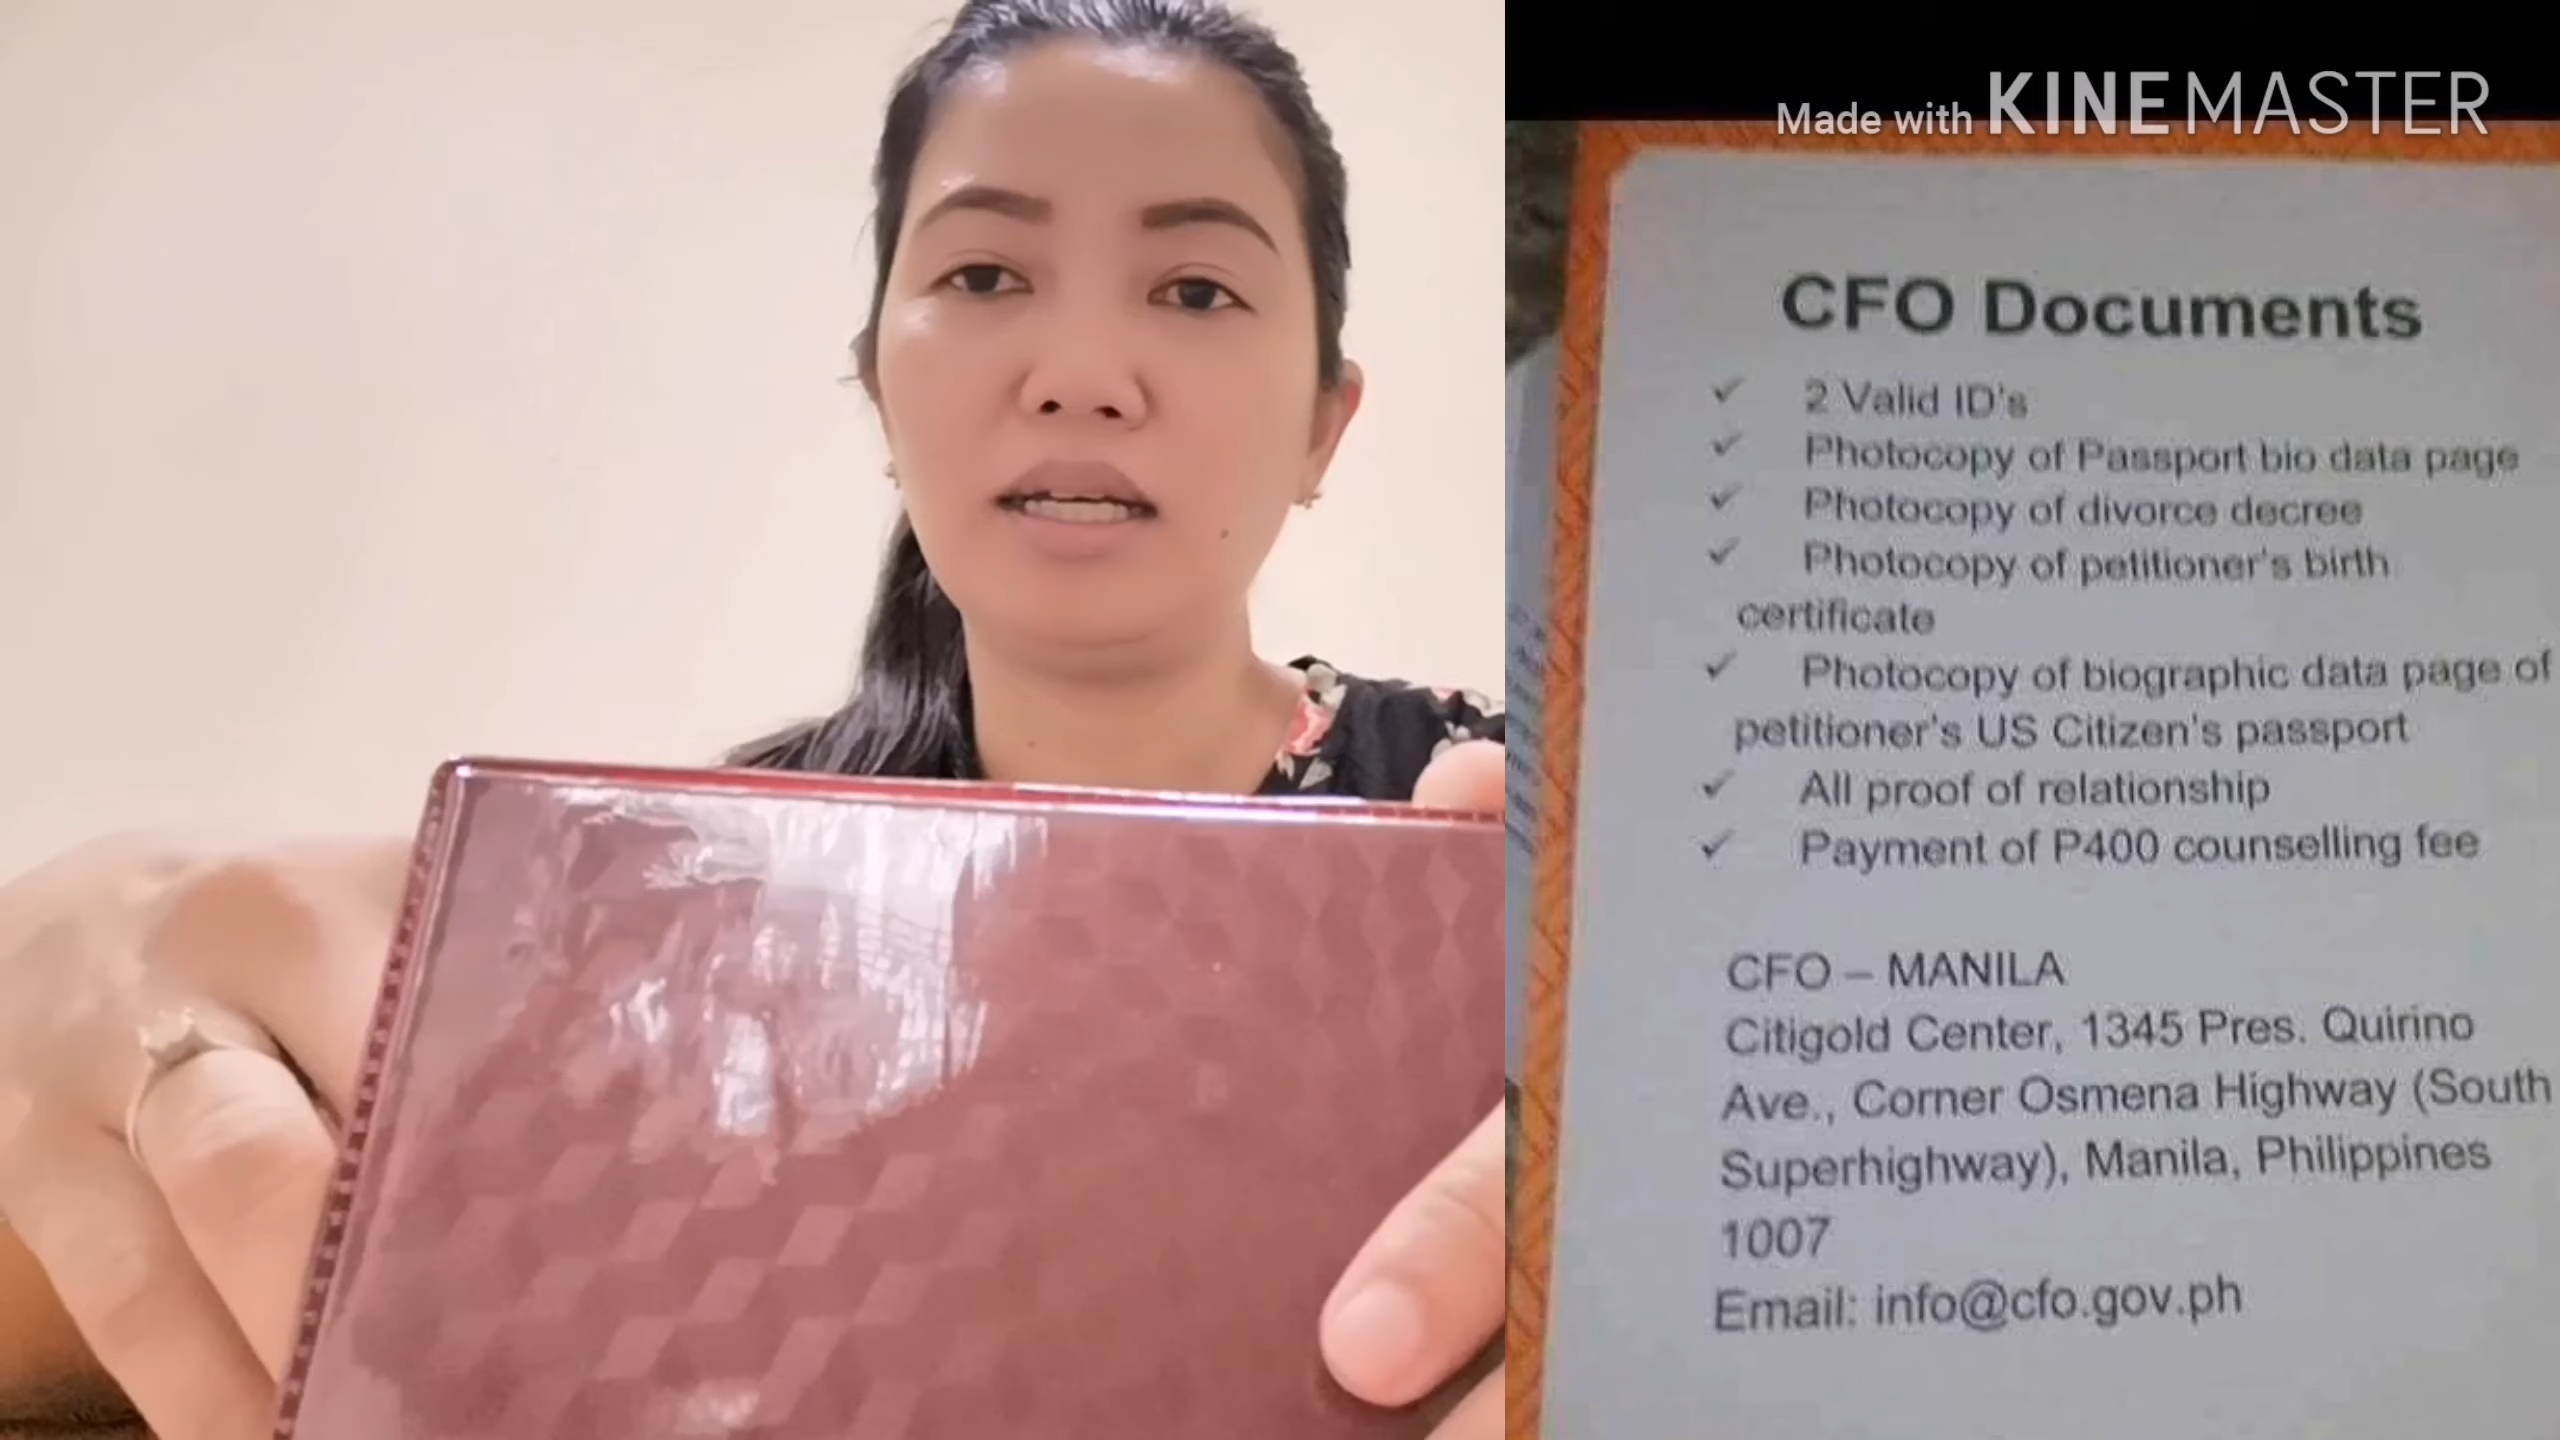 Made with KINEMASTER
CFO Documents
✓ 2 Valid ID's
✓ Photocopy of Passport bio data page
✓ Photocopy of divorce decree
✓ Photocopy of petitioner's birth
certificate
✓ Photocopy of biographic data page of
petitioner's US Citizen's passport
✓ All proof of relationship
✓ Payment of P400 counselling fee
CFO – MANILA
Citigold Center, 1345 Pres. Quirino
Ave., Corner Osmena Highway (South
Superhighway), Manila, Philippines
1007
Email: info@cfo.gov.ph